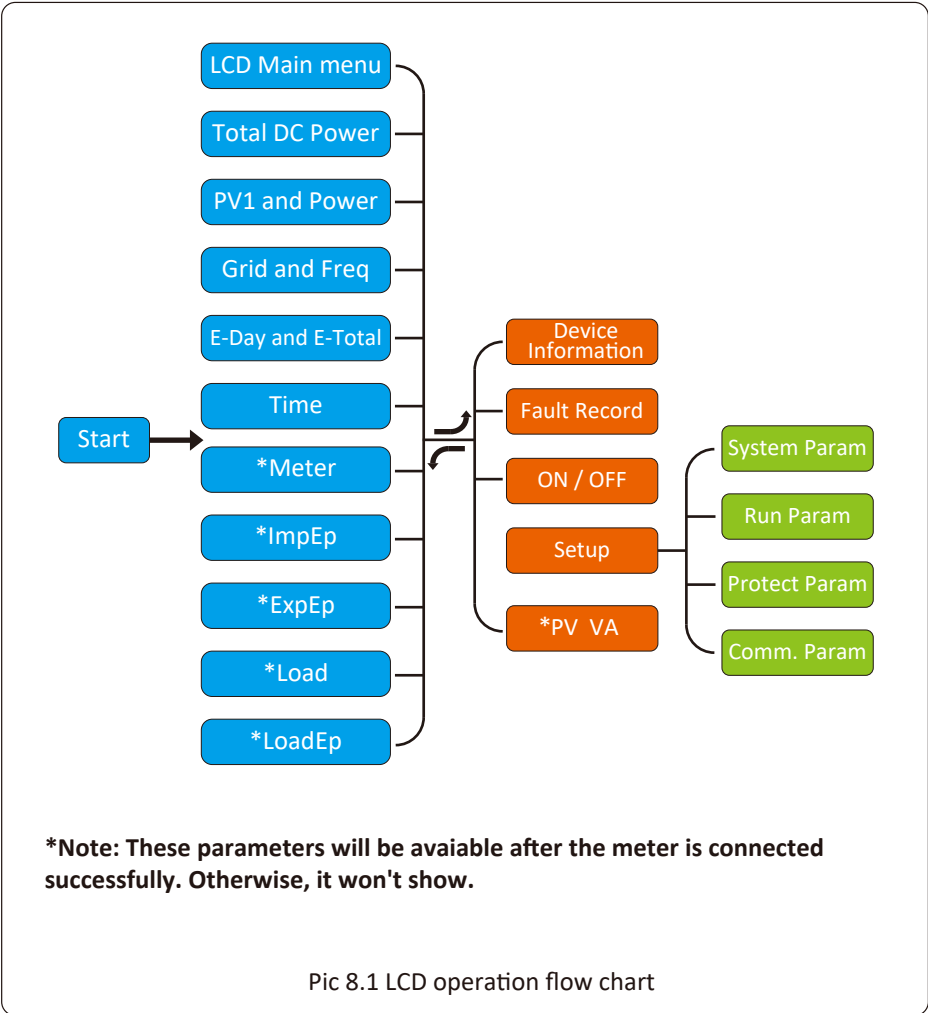 LCD Main menu
Total DC Power
PV1 and Power
Grid and Freq
E-Day and E-Total
Time
Start
*Meter
*ImpEp
*ExpEp
*Load
*LoadEp
Device
Information
Fault Record
ON / OFF
Setup
*PV VA
System Param
Run Param
Protect Param
Comm. Param
*Note: These parameters will be avaiable after the meter is connected
successfully. Otherwise, it won't show.
Pic 8.1 LCD operation flow chart